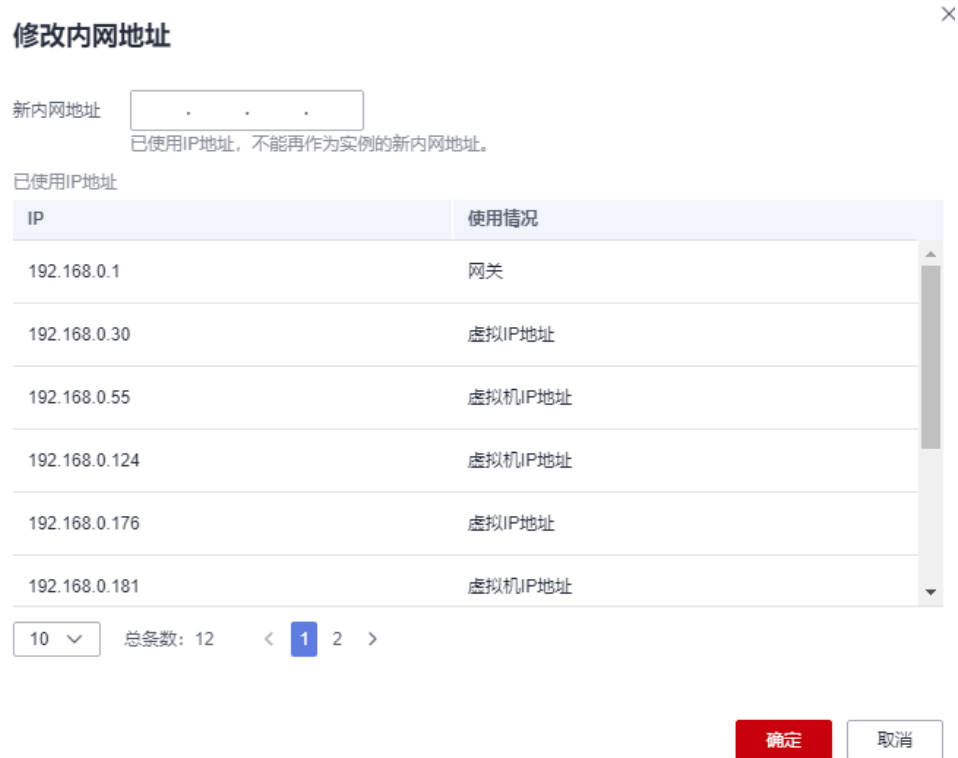 修改内网地址
新内网地址 . . .
已使用IP地址，不能再作为实例的新内网地址。
已使用IP地址
IP 使用情况
192.168.0.1 网关
192.168.0.30 虚拟IP地址
192.168.0.55 虚拟机IP地址
192.168.0.124 虚拟机IP地址
192.168.0.176 虚拟IP地址
192.168.0.181 虚拟机IP地址
10 总条数：12 < 1 2 >
确定 取消